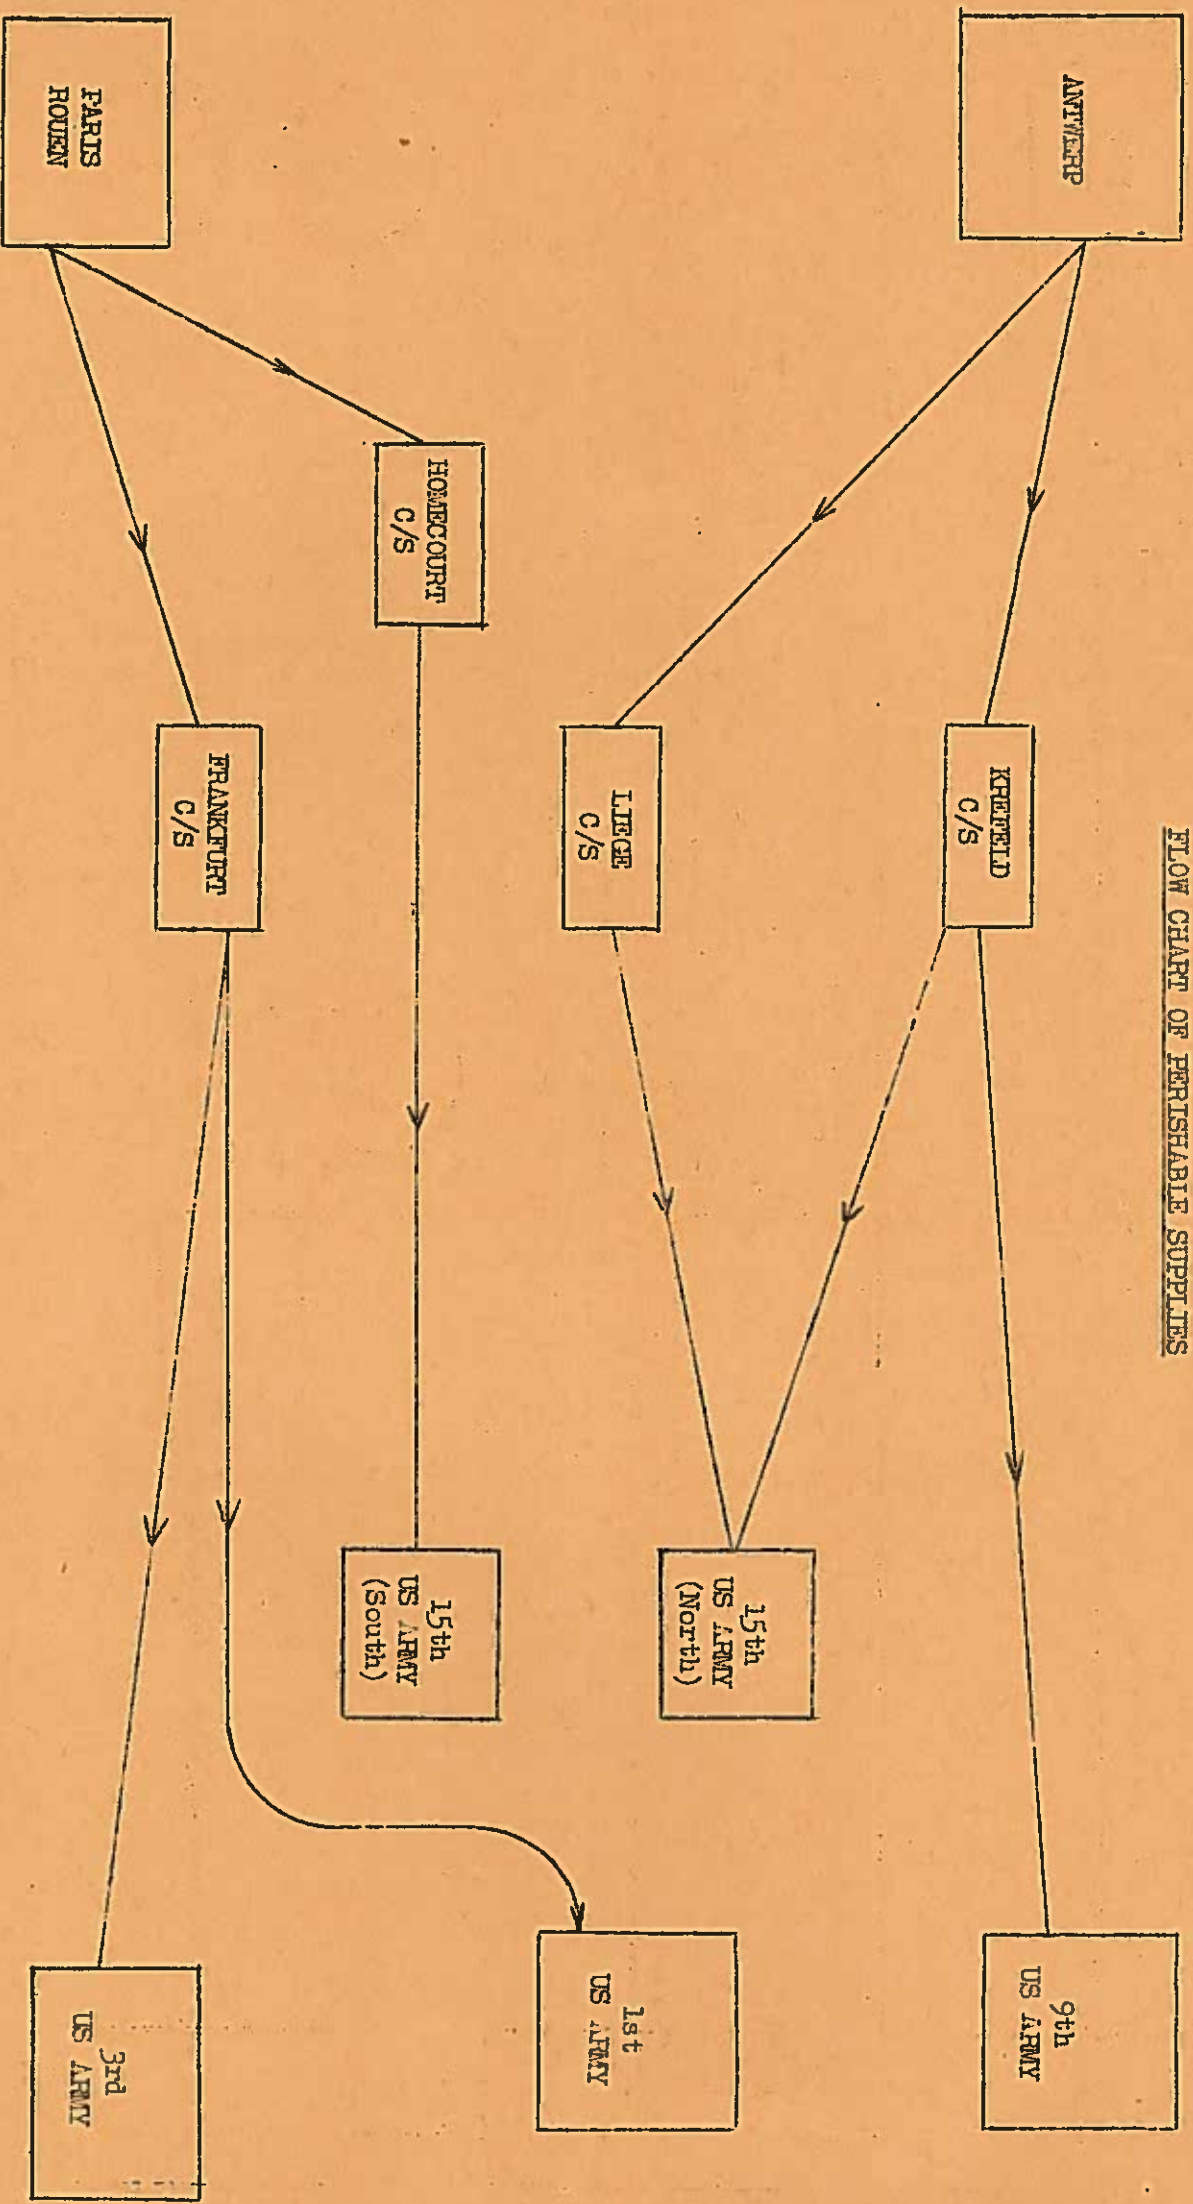 FLOW CHART OF PERISHABLE SUPPLIES
ANTWERP
KREFELD
C/S
9th
US ARMY
LIEGE
C/S
15th
US ARMY
(North)
1st
US ARMY
HOMECOURT
C/S
15th
US ARMY
(South)
PARIS
ROUEN
FRANKFURT
C/S
3rd
US ARMY